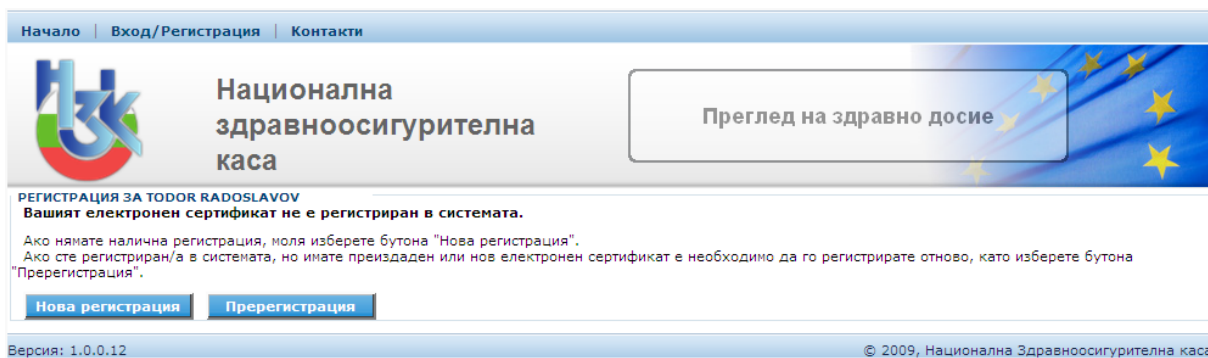 Начало | Вход/Регистрация | Контакти
НЗК
Национална
здравноосигурителна
каса
Преглед на здравно досие
РЕГИСТРАЦИЯ ЗА TODOR RADOSLAVOV
Вашият електронен сертификат не е регистриран в системата.
Ако нямате налична регистрация, моля изберете бутона "Нова регистрация".
Ако сте регистриран/а в системата, но имате преиздаден или нов електронен сертификат е необходимо да го регистрирате отново, като изберете бутона
"Пререгистрация".
Нова регистрация
Пререгистрация
Версия: 1.0.0.12
© 2009, Национална Здравноосигурителна каса